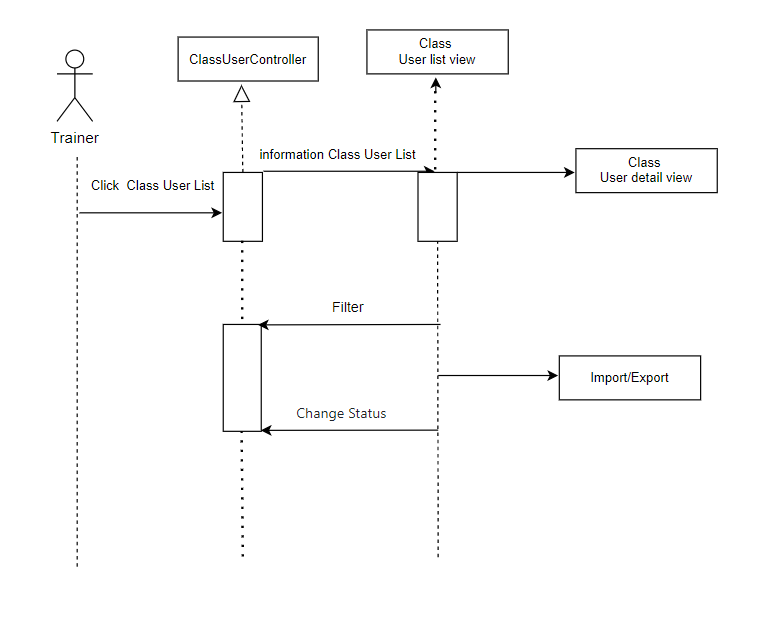 ClassUserController
Class
User list view
Trainer
information Class User List
Class
User detail view
Click Class User List
Filter
Import/Export
Change Status